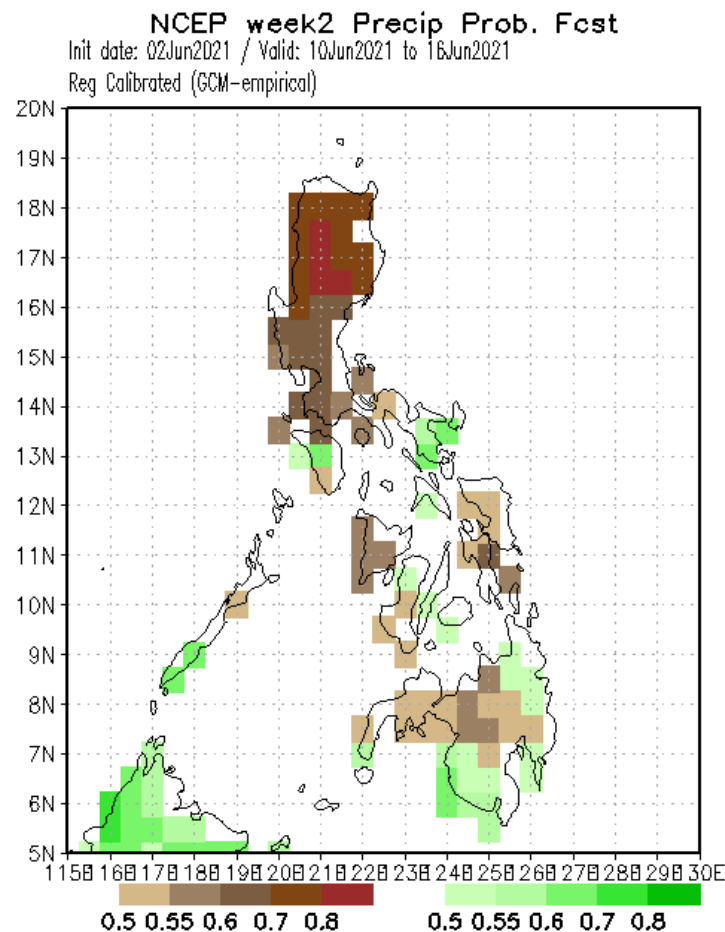 NCEP week2 Precip Prob. Fcst
Init date: 02Jun2021 / Valid: 10Jun2021 to 16Jun2021
Reg Calibrated (GCM-empirical)
20N
19N
18N
17N
16N
15N
14N
13N
12N
11N
10N
9N
8N
7N
6N
5N
115E 116E 117E 118E 119E 120E 121E 122E 123E 124E 125E 126E 127E 128E 129E 130E
0.5 0.55 0.6 0.7 0.8 0.5 0.55 0.6 0.7 0.8